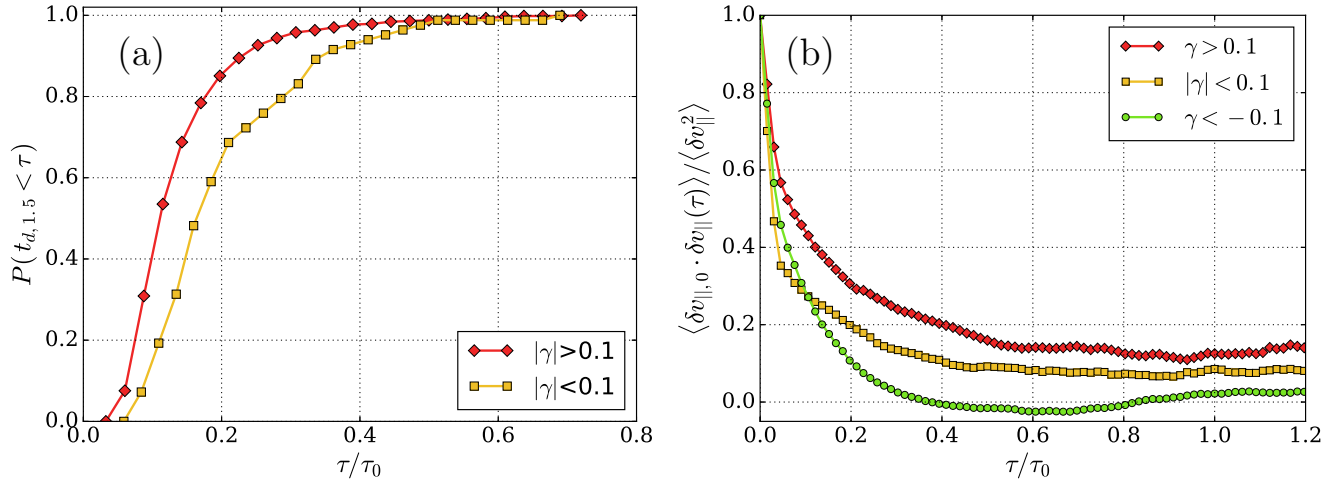 (a)
P(t_{d,1.5} < τ)
1.0
0.8
0.6
0.4
0.2
0.0
0.0 0.2 0.4 0.6 0.8
τ/τ_0
|γ|>0.1
|γ|<0.1
(b)
⟨δv_{||,0} · δv_{||}(τ)⟩/⟨δv_{||}^2⟩
1.0
0.8
0.6
0.4
0.2
0.0
0.0 0.2 0.4 0.6 0.8 1.0 1.2
τ/τ_0
γ > 0.1
|γ| < 0.1
γ < −0.1